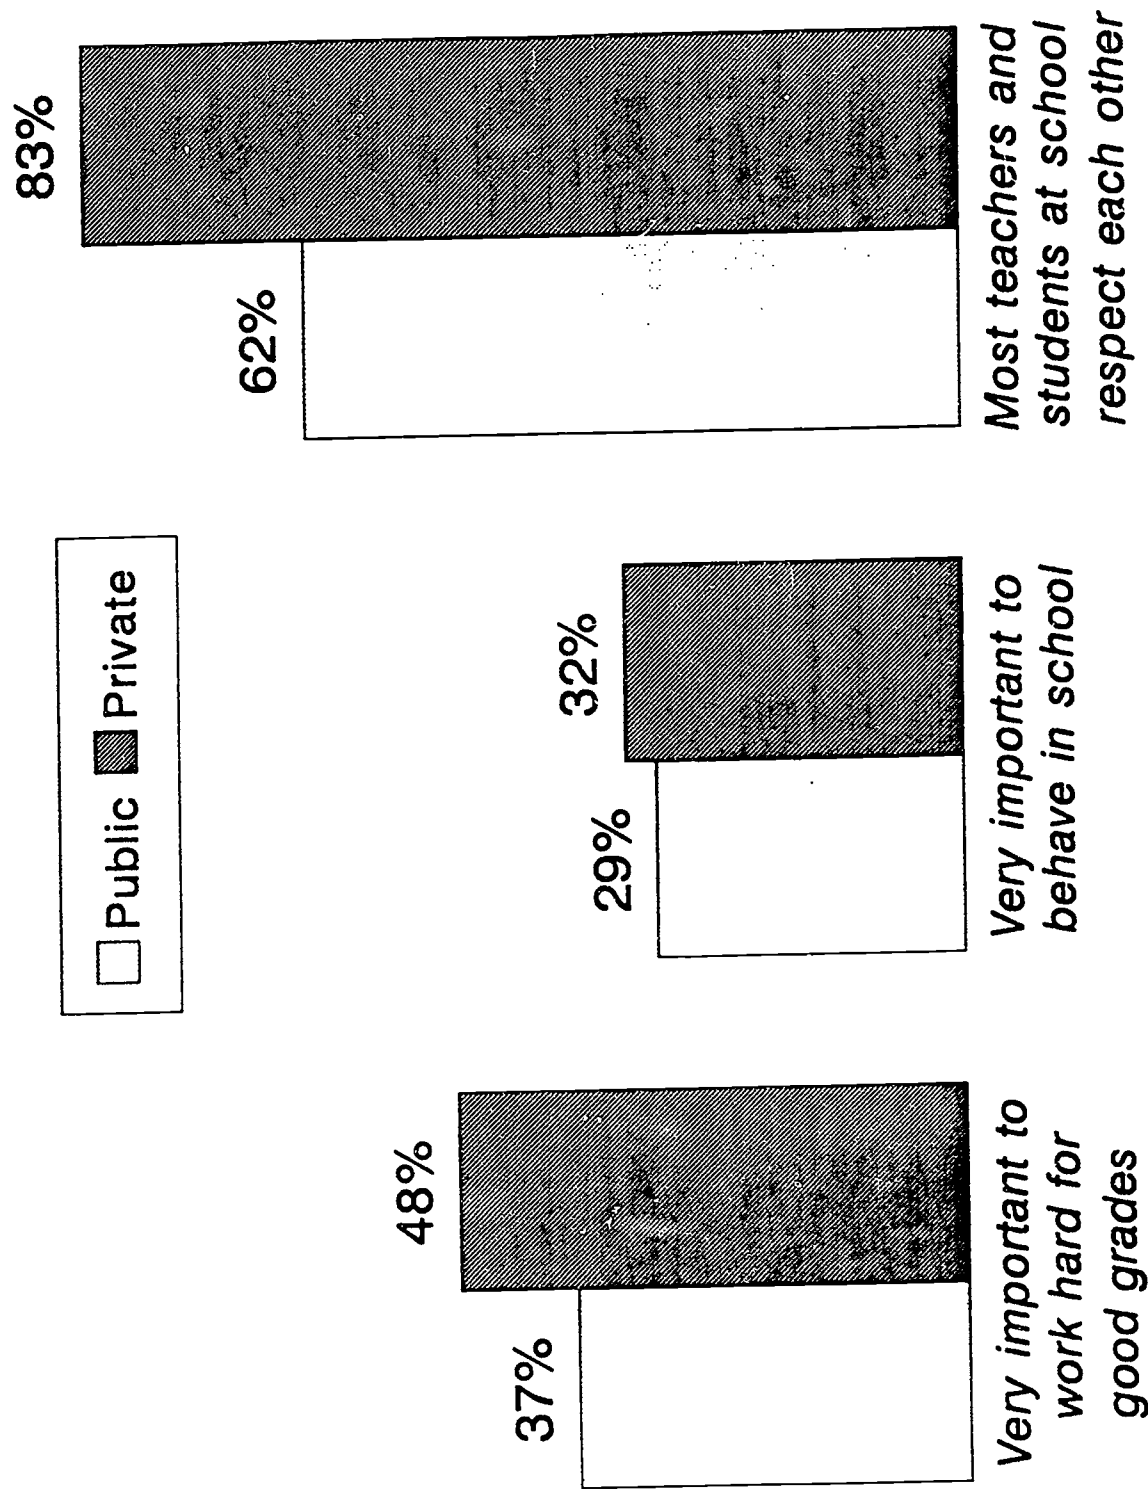 Public Private
37%
48%
29%
32%
62%
83%
Very important to
work hard for
good grades
Very important to
behave in school
Most teachers and
students at school
respect each other